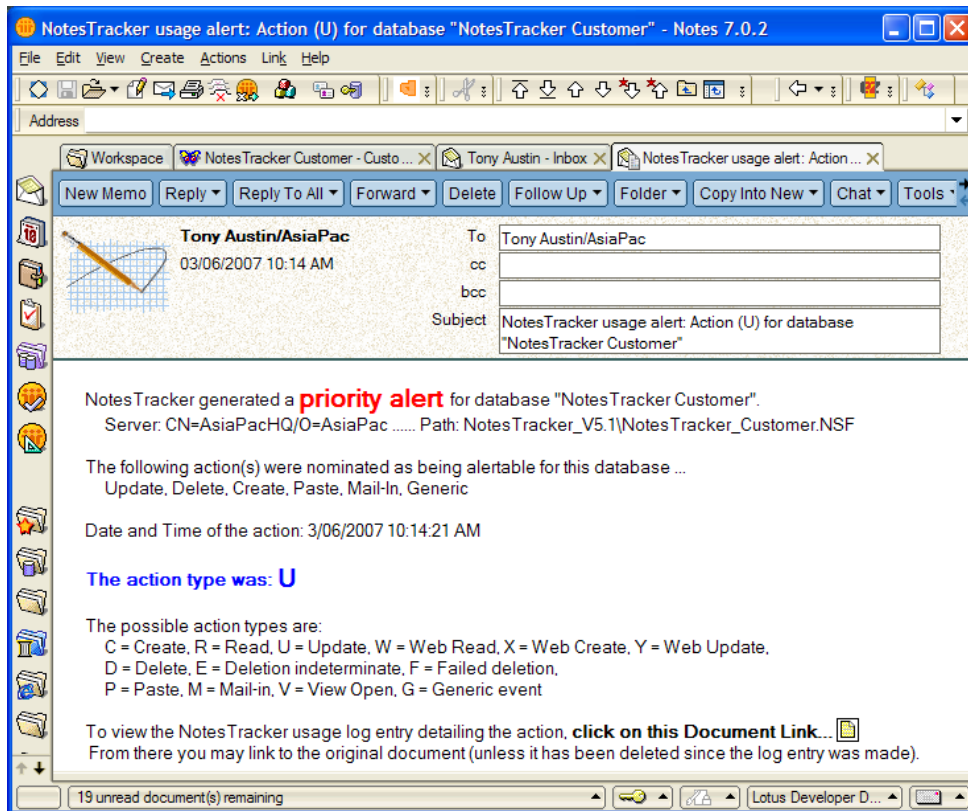 NotesTracker usage alert: Action (U) for database "NotesTracker Customer" - Notes 7.0.2
File Edit View Create Actions Link Help
Address
Workspace NotesTracker Customer - Custo ... Tony Austin - Inbox NotesTracker usage alert: Action ...
New Memo Reply Reply To All Forward Delete Follow Up Folder Copy Into New Chat Tools
Tony Austin/AsiaPac To Tony Austin/AsiaPac
03/06/2007 10:14 AM cc
bcc
Subject NotesTracker usage alert: Action (U) for database
"NotesTracker Customer"
NotesTracker generated a priority alert for database "NotesTracker Customer".
Server: CN=AsiaPacHQ/O=AsiaPac ...... Path: NotesTracker_V5.1\NotesTracker_Customer.NSF
The following action(s) were nominated as being alertable for this database ...
Update, Delete, Create, Paste, Mail-In, Generic
Date and Time of the action: 3/06/2007 10:14:21 AM
The action type was: U
The possible action types are:
C = Create, R = Read, U = Update, W = Web Read, X = Web Create, Y = Web Update,
D = Delete, E = Deletion indeterminate, F = Failed deletion,
P = Paste, M = Mail-in, V = View Open, G = Generic event
To view the NotesTracker usage log entry detailing the action, click on this Document Link...
From there you may link to the original document (unless it has been deleted since the log entry was made).
19 unread document(s) remaining Lotus Developer D...